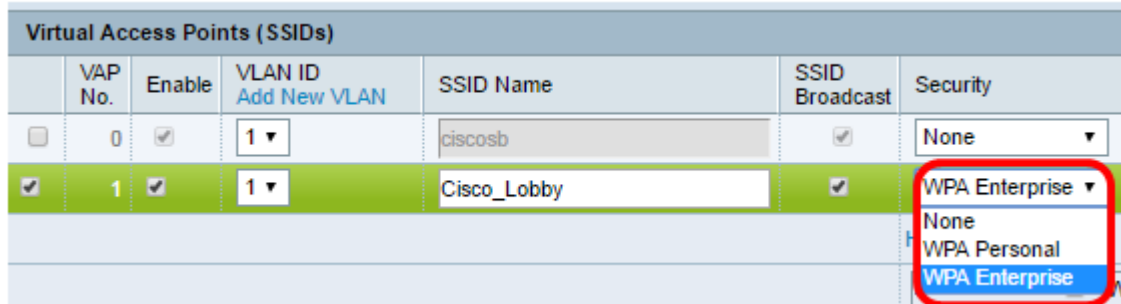 Virtual Access Points (SSIDs)
VAP No. Enable VLAN ID Add New VLAN SSID Name SSID Broadcast Security
0 1 ciscosb None
1 1 Cisco_Lobby WPA Enterprise
None
WPA Personal
WPA Enterprise